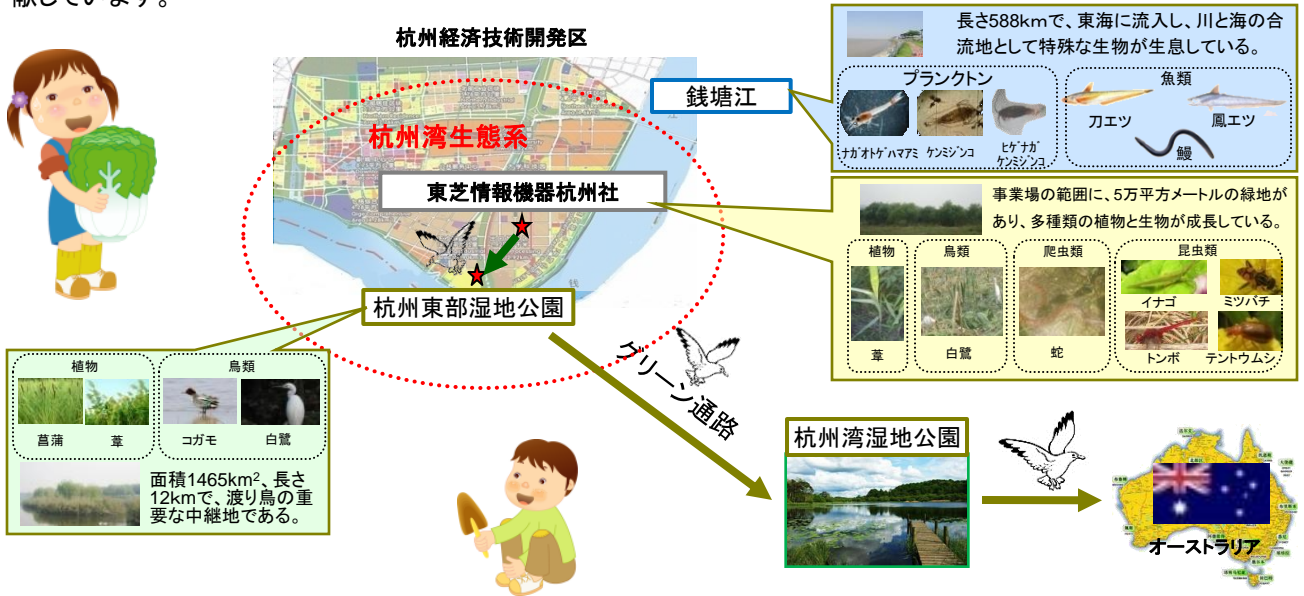 献しています。
杭州経済技術開発区
杭州湾生態系
東芝情報機器杭州社
杭州東部湿地公園
銭塘江
長さ588kmで、東海に流入し、川と海の合
流地として特殊な生物が生息している。
プランクトン
ナガオトゲハマアミ
ケンミジンコ
ヒゲナガ
ケンミジンコ
魚類
刀エツ
鳳エツ
鰻
事業場の範囲に、5万平方メートルの緑地が
あり、多種類の植物と生物が成長している。
植物
葦
鳥類
白鷺
爬虫類
蛇
昆虫類
イナゴ
ミツバチ
トンボ
テントウムシ
植物
菖蒲
葦
鳥類
コガモ
白鷺
面積1465km²、長さ
12kmで、渡り鳥の重
要な中継地である。
グリーン通路
杭州湾湿地公園
オーストラリア